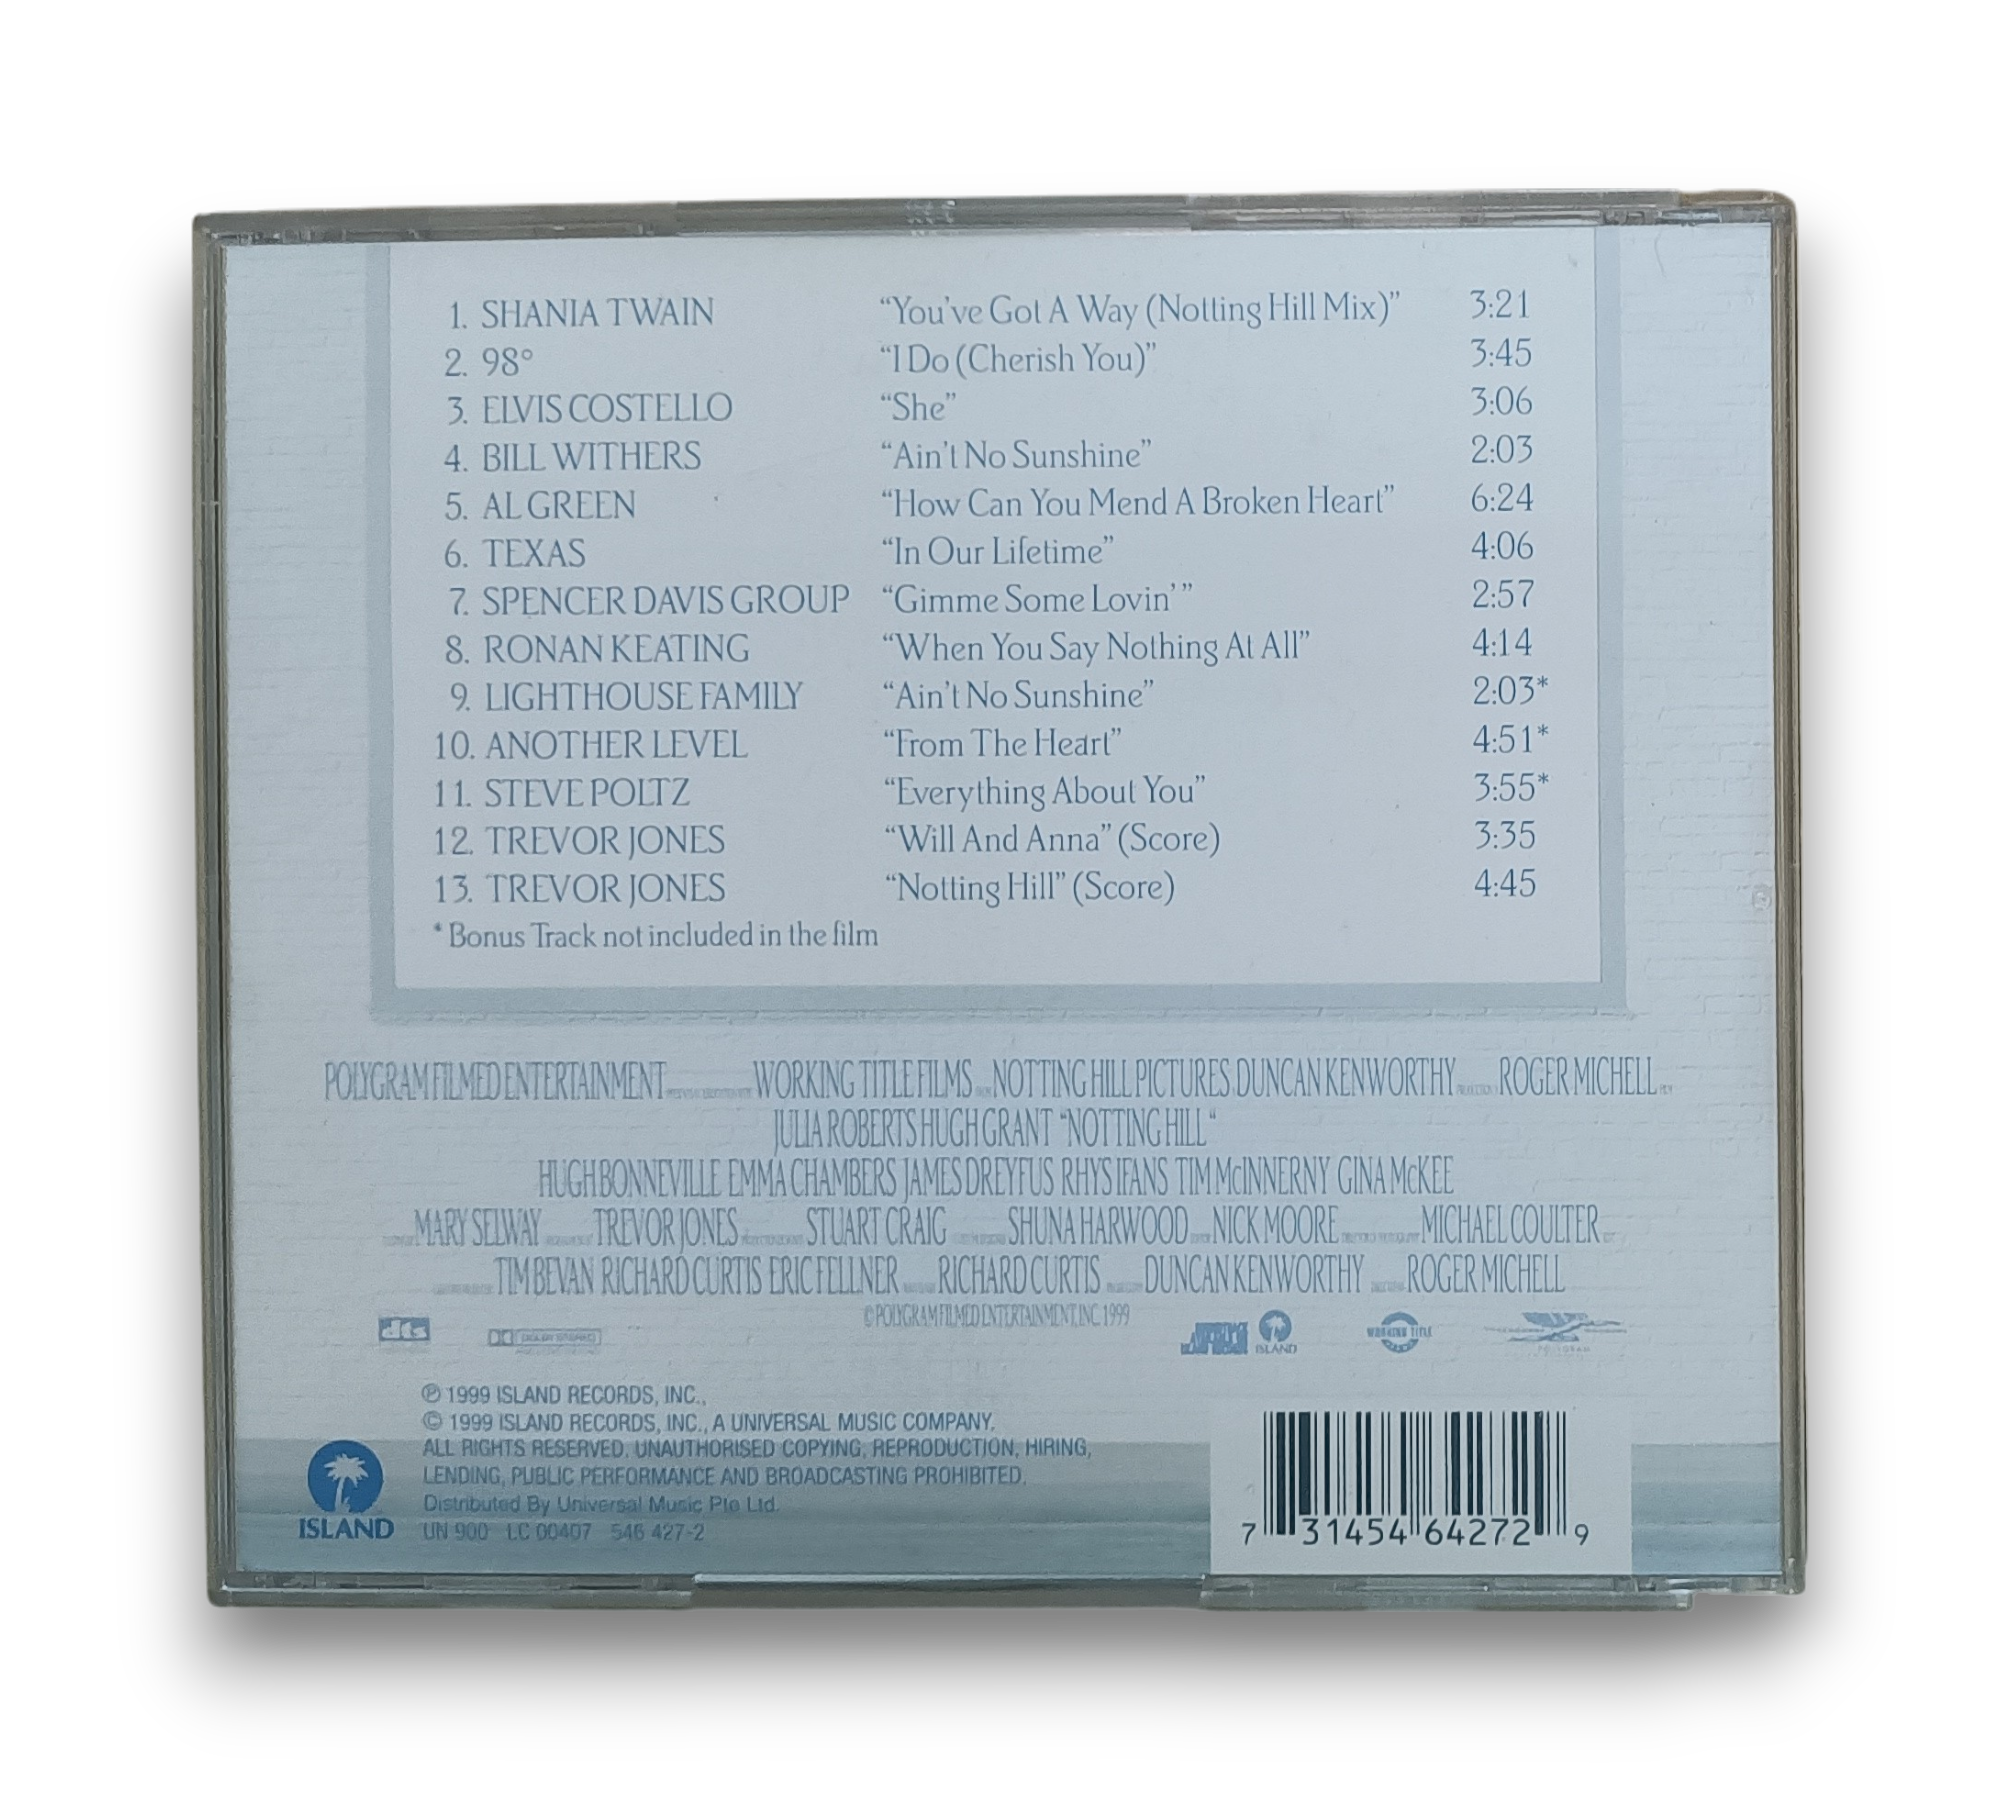 1. SHANIA TWAIN “You've Got A Way (Notting Hill Mix)” 3:21
2. 98° “I Do (Cherish You)” 3:45
3. ELVIS COSTELLO “She” 3:06
4. BILL WITHERS “Ain't No Sunshine” 2:03
5. AL GREEN “How Can You Mend A Broken Heart” 6:24
6. TEXAS “In Our Lifetime” 4:06
7. SPENCER DAVIS GROUP “Gimme Some Lovin' ” 2:57
8. RONAN KEATING “When You Say Nothing At All” 4:14
9. LIGHTHOUSE FAMILY “Ain't No Sunshine” 2:03*
10. ANOTHER LEVEL “From The Heart” 4:51*
11. STEVE POLTZ “Everything About You” 3:55*
12. TREVOR JONES “Will And Anna” (Score) 3:35
13. TREVOR JONES “Notting Hill” (Score) 4:45
* Bonus Track not included in the film
POLYGRAM FILMED ENTERTAINMENT WORKING TITLE FILMS NOTTING HILL PICTURES DUNCAN KENWORTHY ROGER MICHELL
JULIA ROBERTS HUGH GRANT “NOTTING HILL “
HUGH BONNEVILLE EMMA CHAMBERS JAMES DREYFUS RHYS IFANS TIM McINNERNY GINA McKEE
MARY SELWAY TREVOR JONES STUART CRAIG SHUNA HARWOOD NICK MOORE MICHAEL COULTER
TIM BEVAN RICHARD CURTIS ERIC FELLNER RICHARD CURTIS DUNCAN KENWORTHY ROGER MICHELL
© POLYGRAM FILMED ENTERTAINMENT, INC. 1999
dts DOLBY STEREO ISLAND WORKING TITLE POLYGRAM
℗ 1999 ISLAND RECORDS, INC.,
© 1999 ISLAND RECORDS, INC., A UNIVERSAL MUSIC COMPANY.
ALL RIGHTS RESERVED. UNAUTHORISED COPYING, REPRODUCTION, HIRING,
LENDING, PUBLIC PERFORMANCE AND BROADCASTING PROHIBITED.
Distributed By Universal Music Pte Ltd.
UN 900 LC 00407 546 427-2
ISLAND
7 31454 64272 9